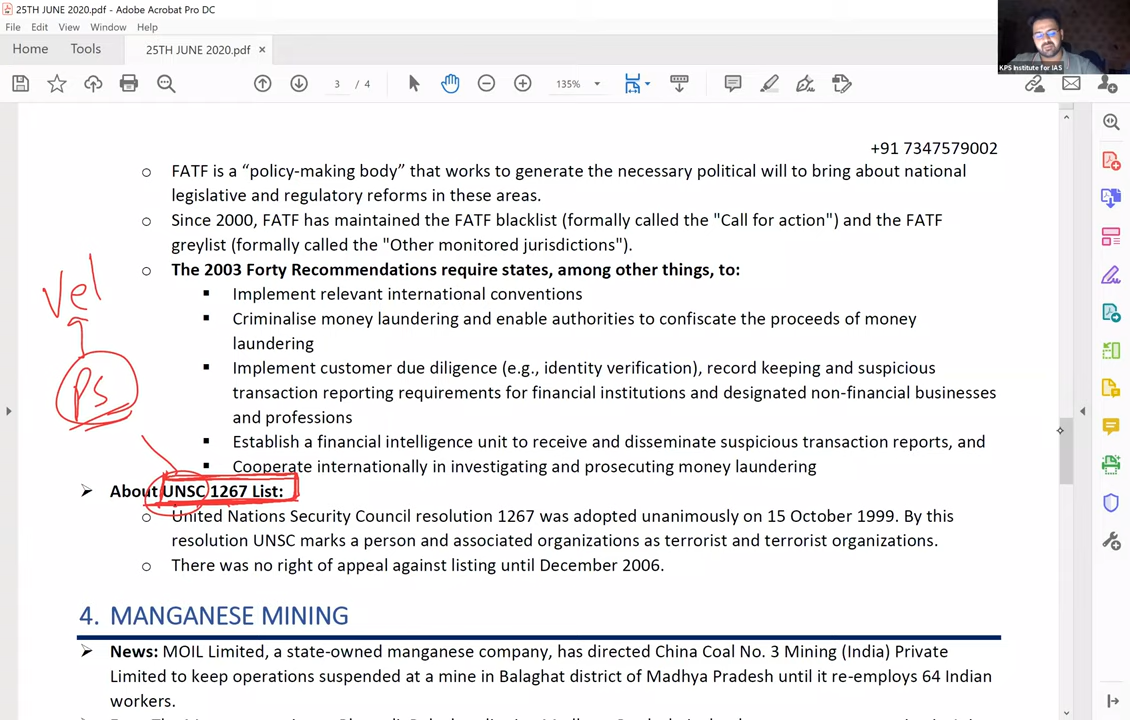 25TH JUNE 2020.pdf - Adobe Acrobat Pro DC
File Edit View Window Help
Home Tools 25TH JUNE 2020.pdf ×
3 / 4 135%
KPS Institute for IAS
+91 7347579002
o FATF is a “policy-making body” that works to generate the necessary political will to bring about national
legislative and regulatory reforms in these areas.
o Since 2000, FATF has maintained the FATF blacklist (formally called the "Call for action") and the FATF
greylist (formally called the "Other monitored jurisdictions").
o The 2003 Forty Recommendations require states, among other things, to:
▪ Implement relevant international conventions
▪ Criminalise money laundering and enable authorities to confiscate the proceeds of money
laundering
▪ Implement customer due diligence (e.g., identity verification), record keeping and suspicious
transaction reporting requirements for financial institutions and designated non-financial businesses
and professions
▪ Establish a financial intelligence unit to receive and disseminate suspicious transaction reports, and
▪ Cooperate internationally in investigating and prosecuting money laundering
Vel
PS
➢ About UNSC 1267 List:
o United Nations Security Council resolution 1267 was adopted unanimously on 15 October 1999. By this
resolution UNSC marks a person and associated organizations as terrorist and terrorist organizations.
o There was no right of appeal against listing until December 2006.
4. MANGANESE MINING
➢ News: MOIL Limited, a state-owned manganese company, has directed China Coal No. 3 Mining (India) Private
Limited to keep operations suspended at a mine in Balaghat district of Madhya Pradesh until it re-employs 64 Indian
workers.